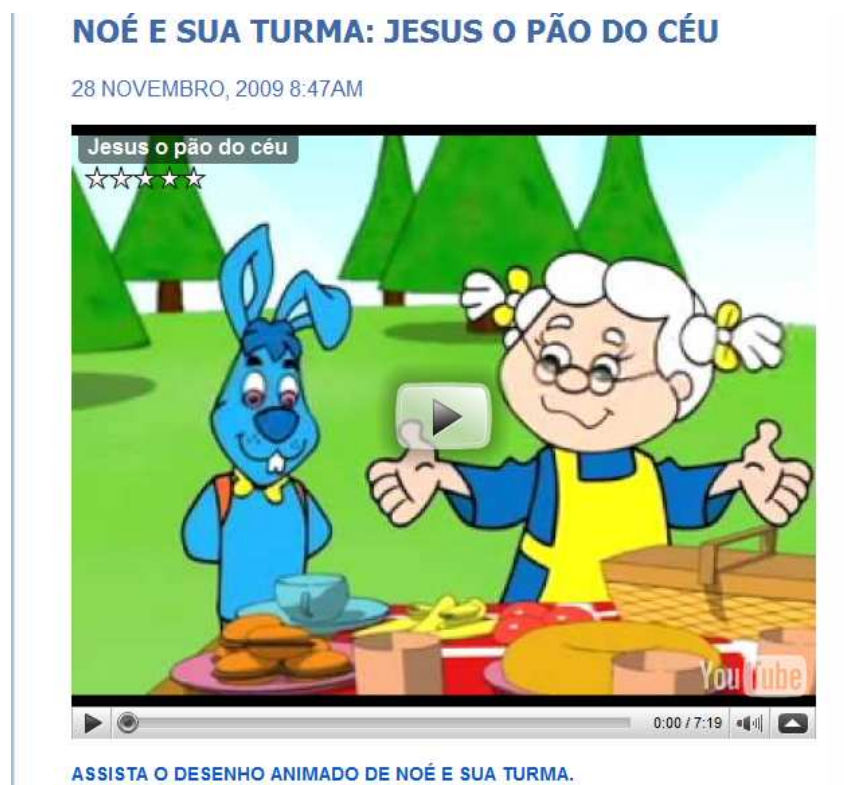 NOÉ E SUA TURMA: JESUS O PÃO DO CÉU
28 NOVEMBRO, 2009 8:47AM
Jesus o pão do céu
YouTube
0:00 / 7:19
ASSISTA O DESENHO ANIMADO DE NOÉ E SUA TURMA.